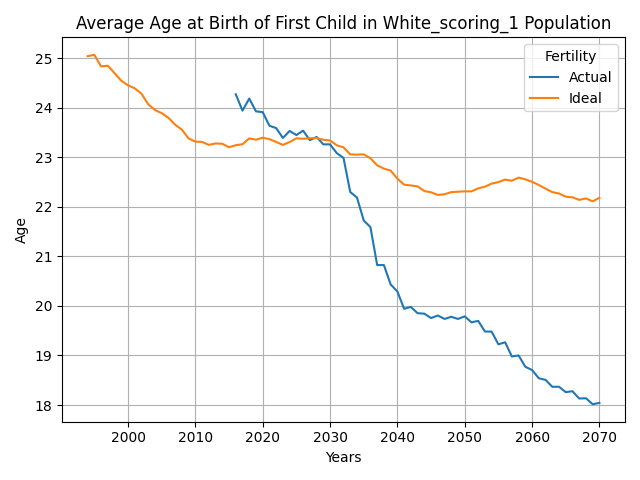 Average Age at Birth of First Child in White_scoring_1 Population
Fertility
Actual
Ideal
Age
25
24
23
22
21
20
19
18
2000 2010 2020 2030 2040 2050 2060 2070
Years